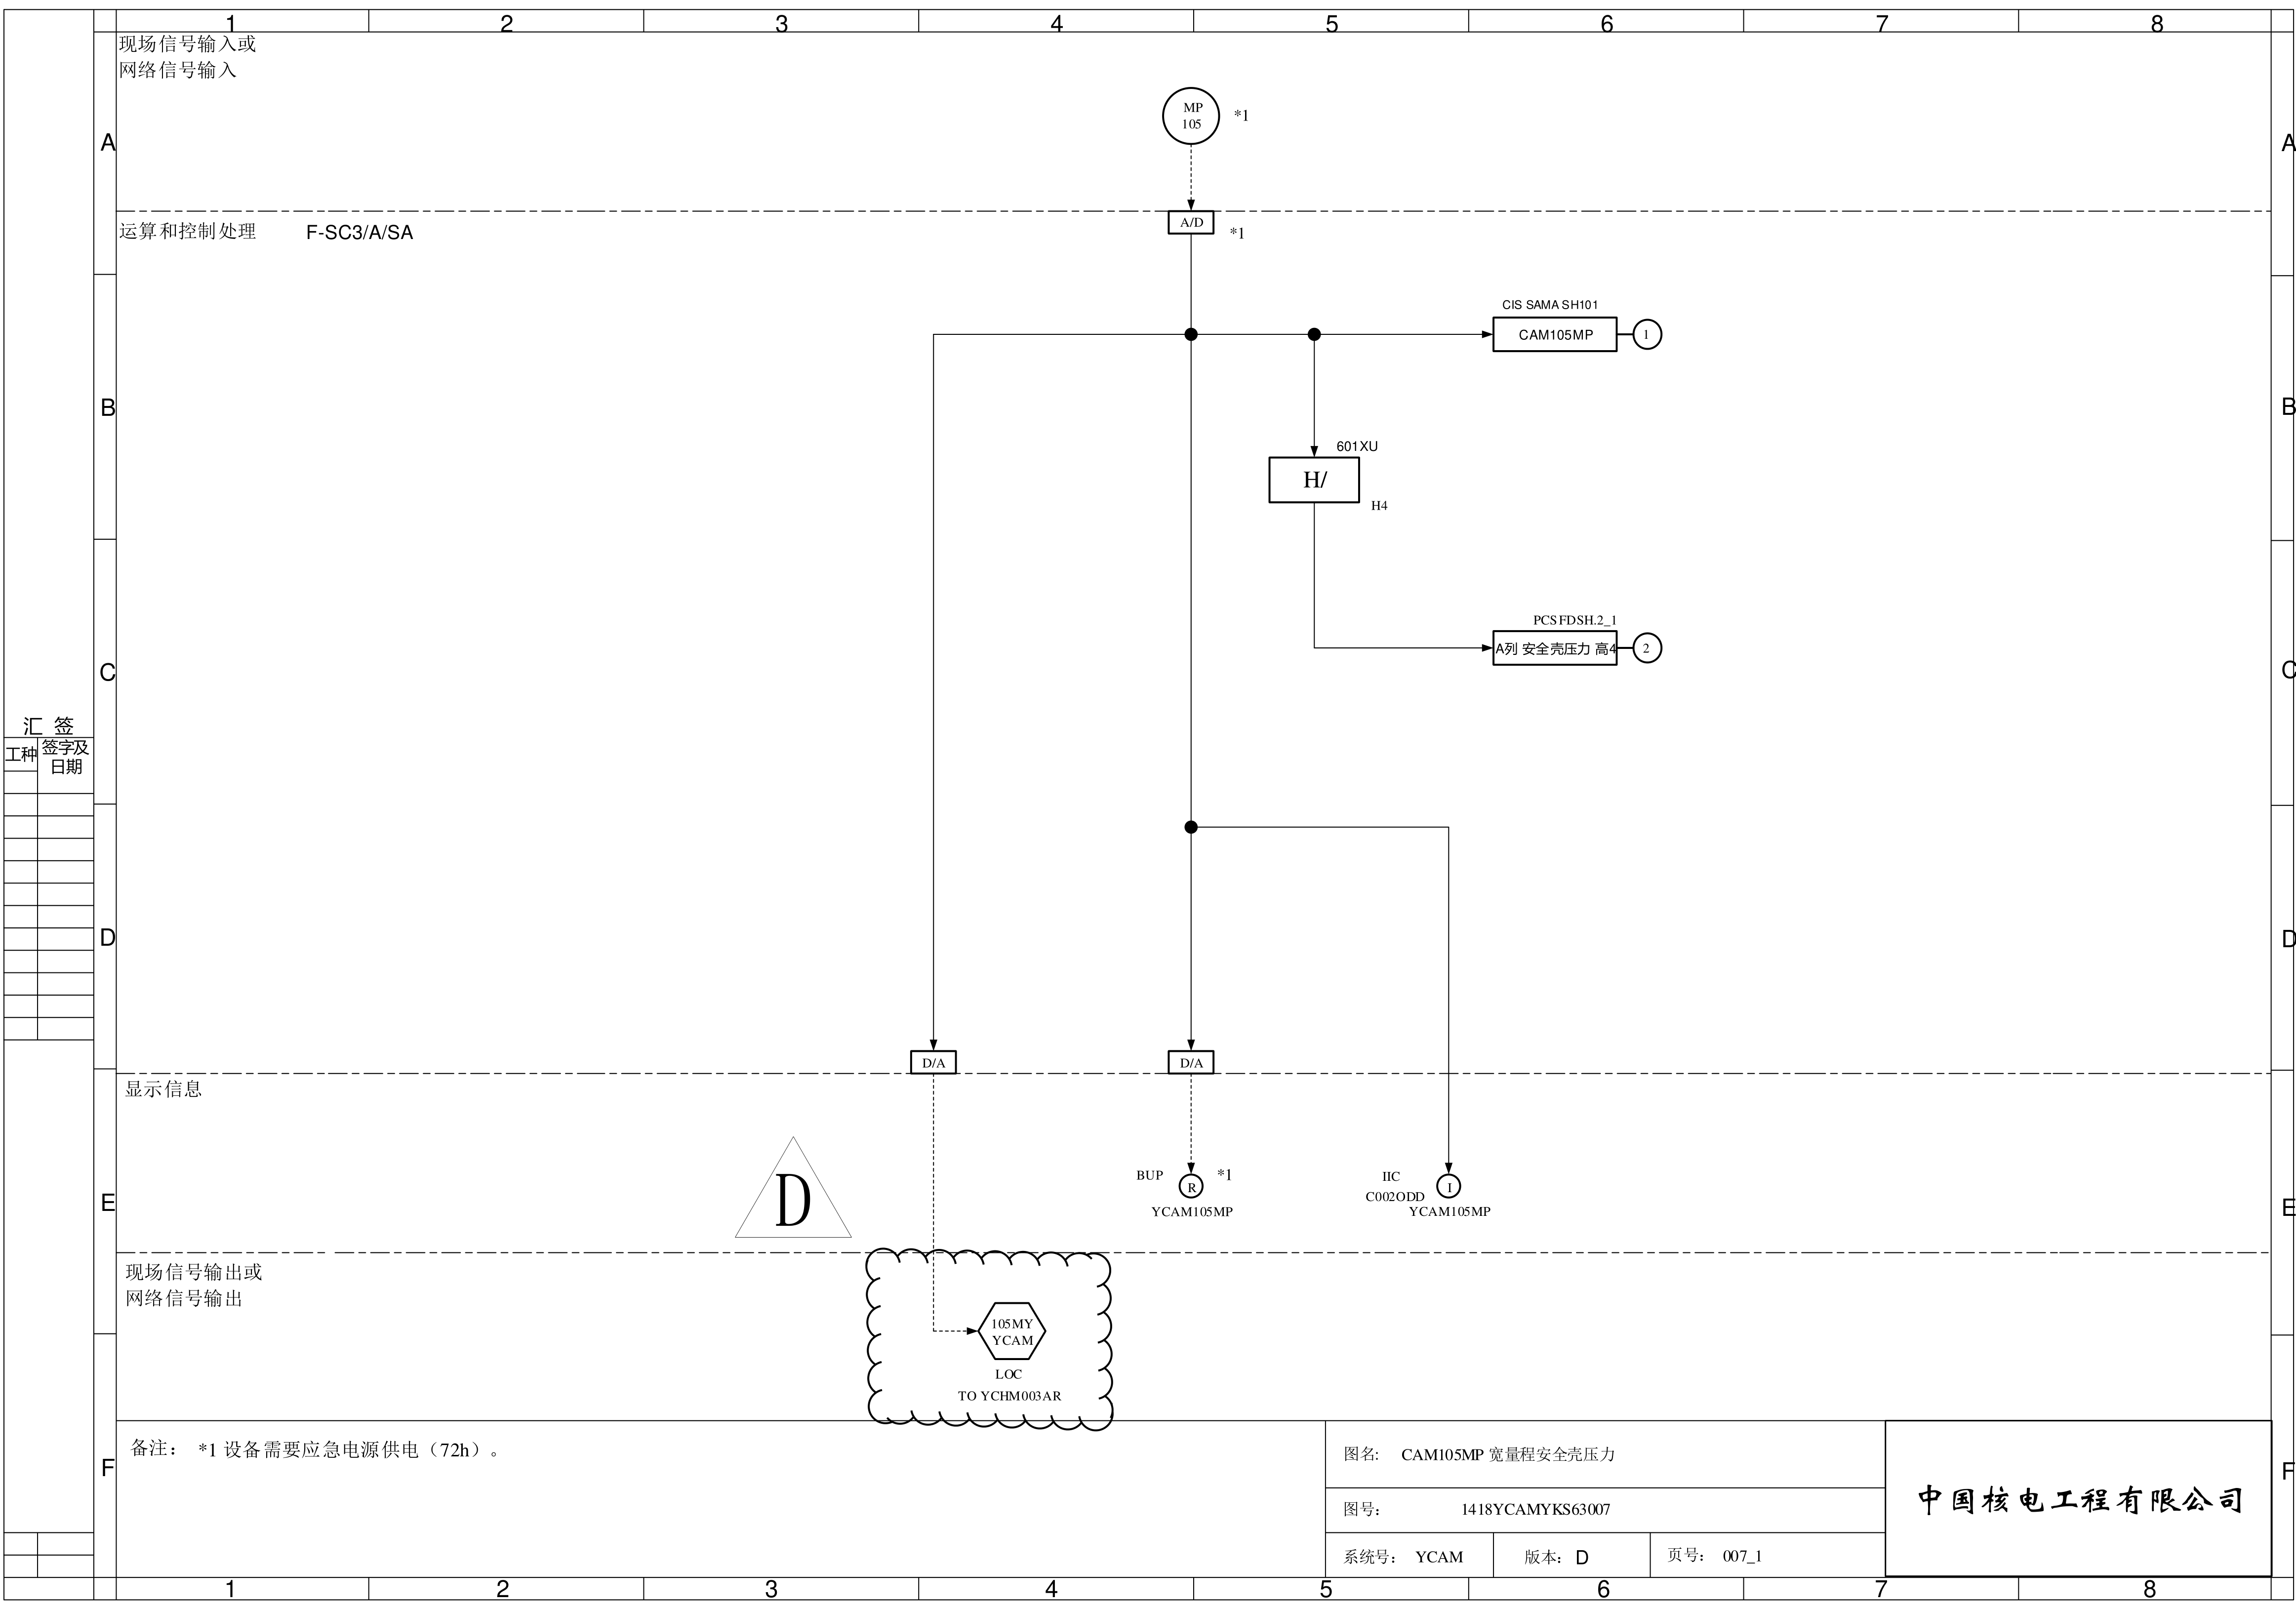 1 2 3 4 5 6 7 8
现场信号输入或
网络信号输入
MP
105
*1
A A
A/D
*1
运算和控制处理 F-SC3/A/SA
CIS SAMA SH101
CAM105MP
1
B B
601XU
H/
H4
PCSFDSH.2_1
A列 安全壳压力 高4
2
C C
汇 签
工种
签字及
日期
D D
D/A
D/A
显示信息
D
BUP
R
*1
YCAM105MP
IIC
C002ODD
I
YCAM105MP
E E
现场信号输出或
网络信号输出
105MY
YCAM
LOC
TO YCHM003AR
备注： *1 设备需要应急电源供电（72h）。
F F
图名: CAM105MP 宽量程安全壳压力
图号： 1418YCAMYKS63007
系统号： YCAM
版本：D
页号： 007_1
中国核电工程有限公司
1 2 3 4 5 6 7 8